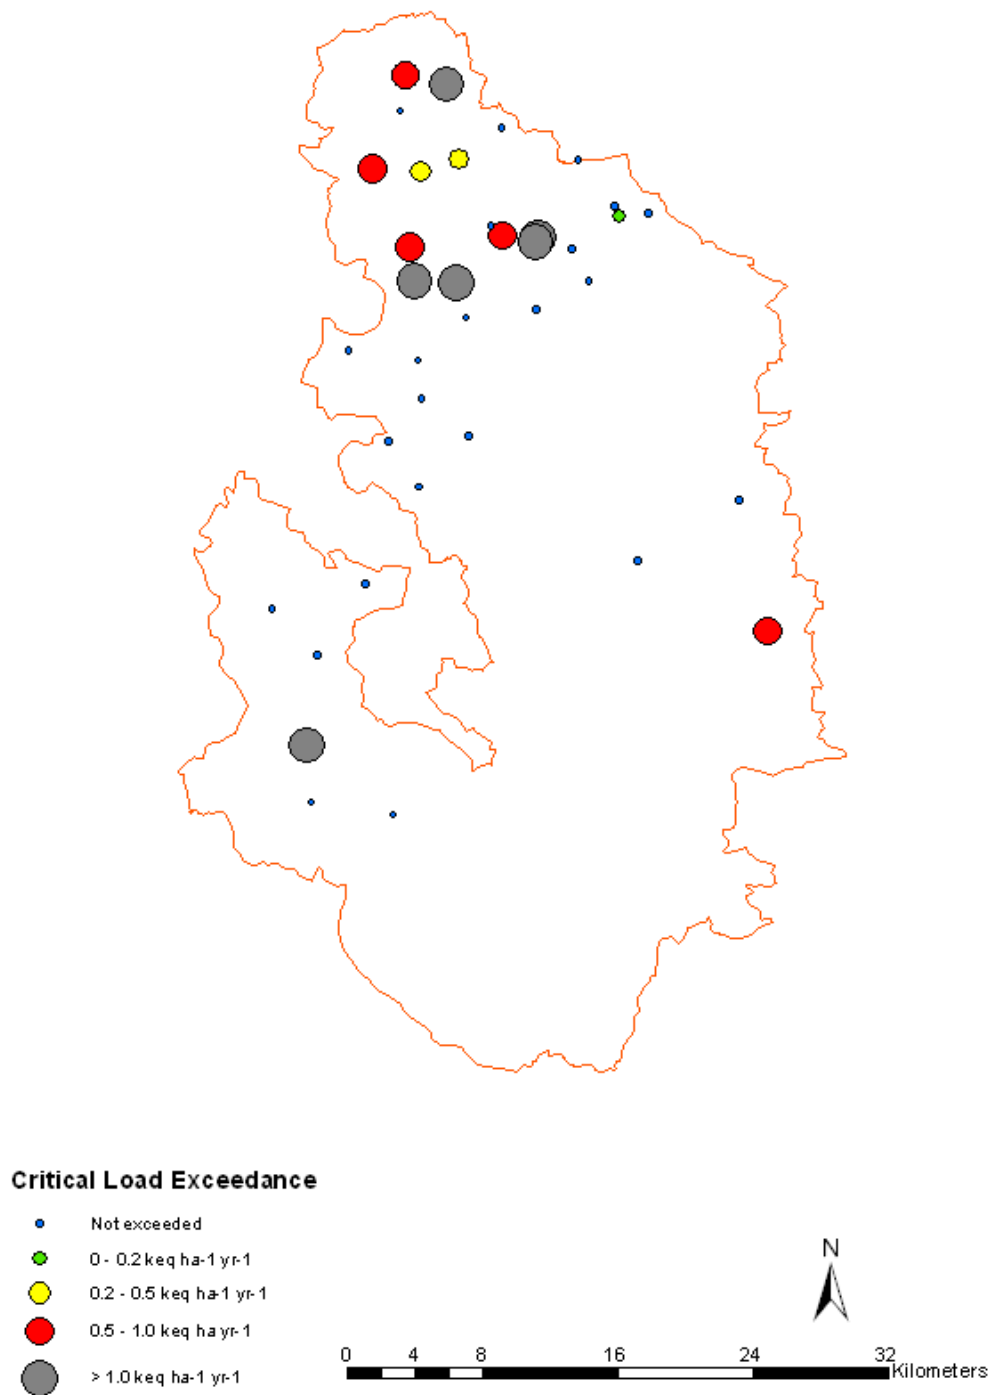 Critical Load Exceedance
Not exceeded
0 - 0.2 keq ha-1 yr-1
0.2 - 0.5 keq ha-1 yr-1
0.5 - 1.0 keq ha yr-1
> 1.0 keq ha-1 yr-1
N
0 4 8 16 24 32
Kilometers